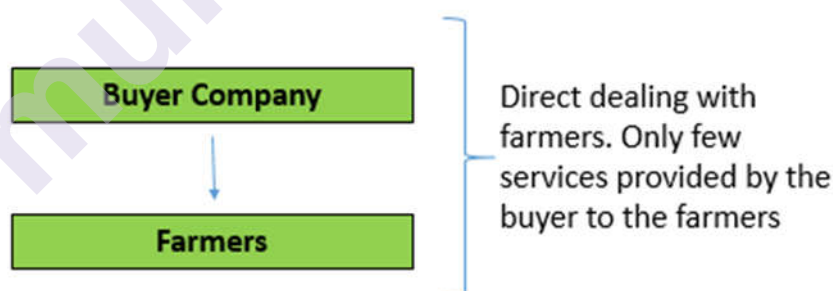 Buyer Company
Farmers
Direct dealing with
farmers. Only few
services provided by the
buyer to the farmers